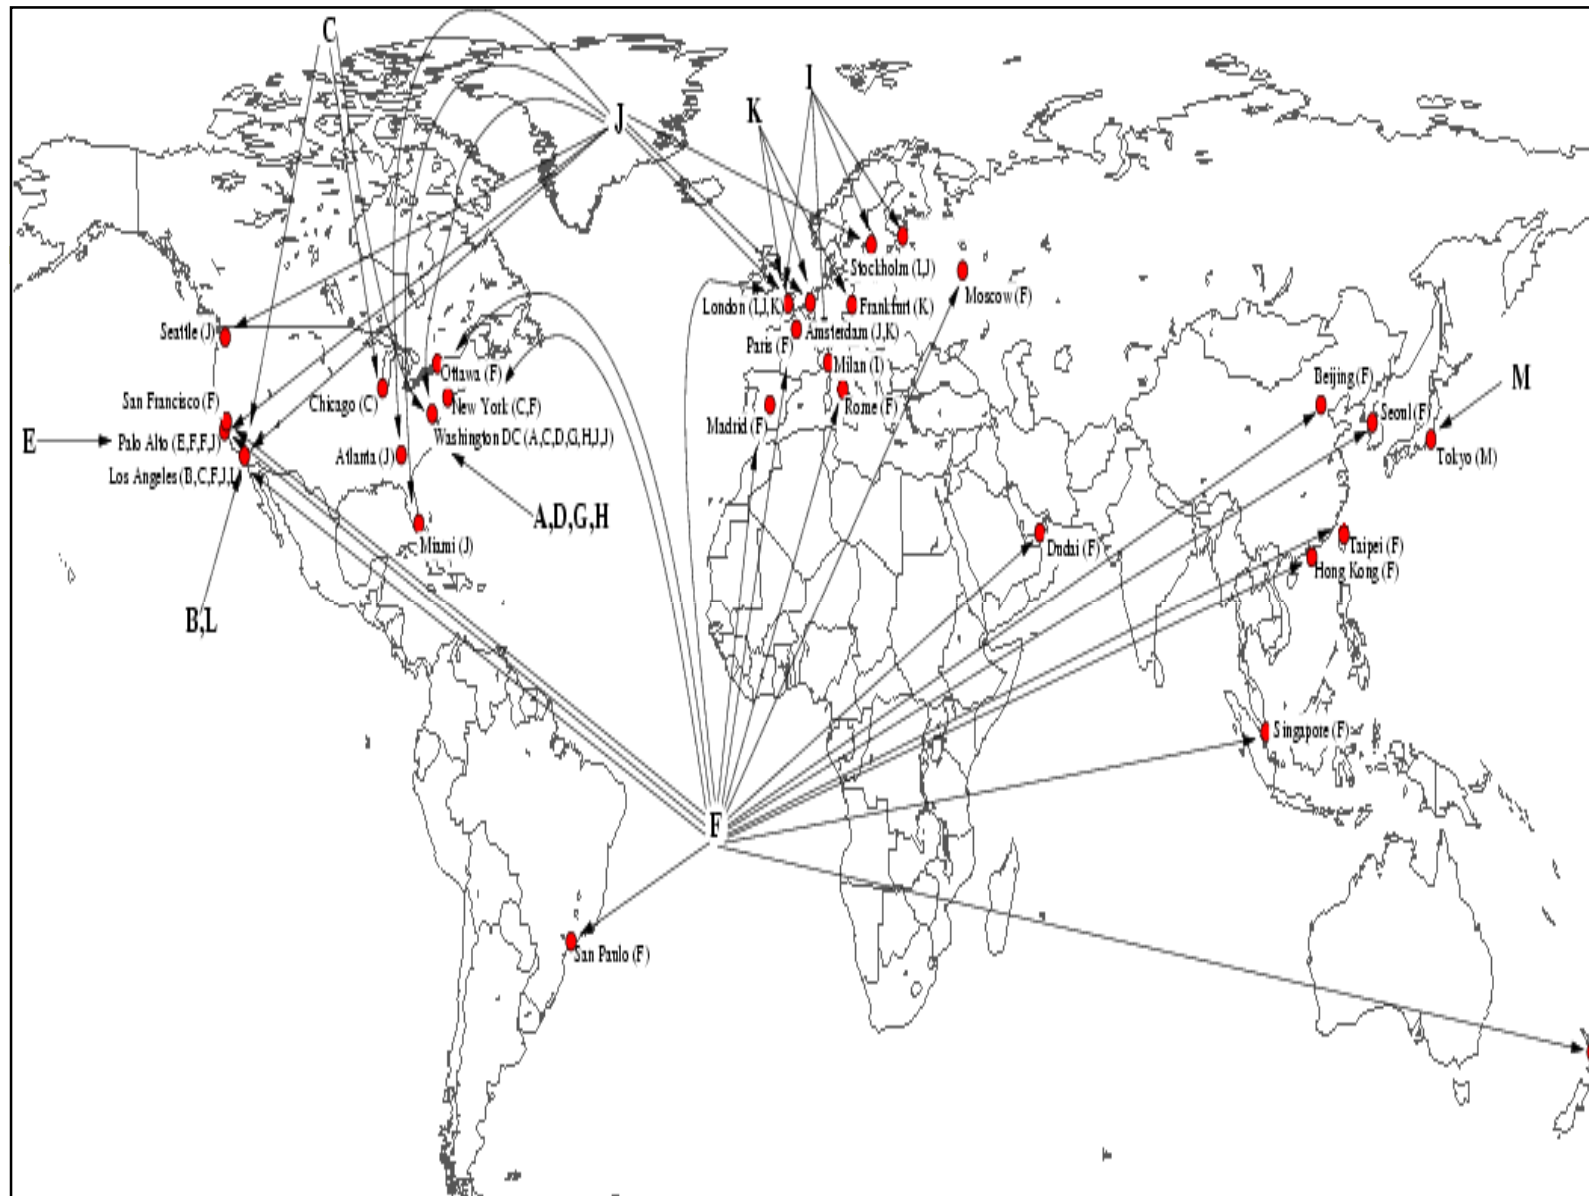 C
I
K
J
Stockholm (I,J)
Moscow (F)
London (I,J,K)
Frankfurt (K)
Seattle (J)
Amsterdam (J,K)
Paris (F)
Milan (I)
Ottawa (F)
Beijing (F)
M
San Francisco (F)
Chicago (C)
New York (C,F)
Madrid (F)
Rome (F)
Seoul (F)
E
Palo Alto (E,F,F,J)
Washington DC (A,C,D,G,H,J,J)
Atlanta (J)
Tokyo (M)
Los Angeles (B,C,F,J,L)
A,D,G,H
Miami (J)
Dudai (F)
Taipei (F)
Hong Kong (F)
B,L
Singapore (F)
F
San Paulo (F)